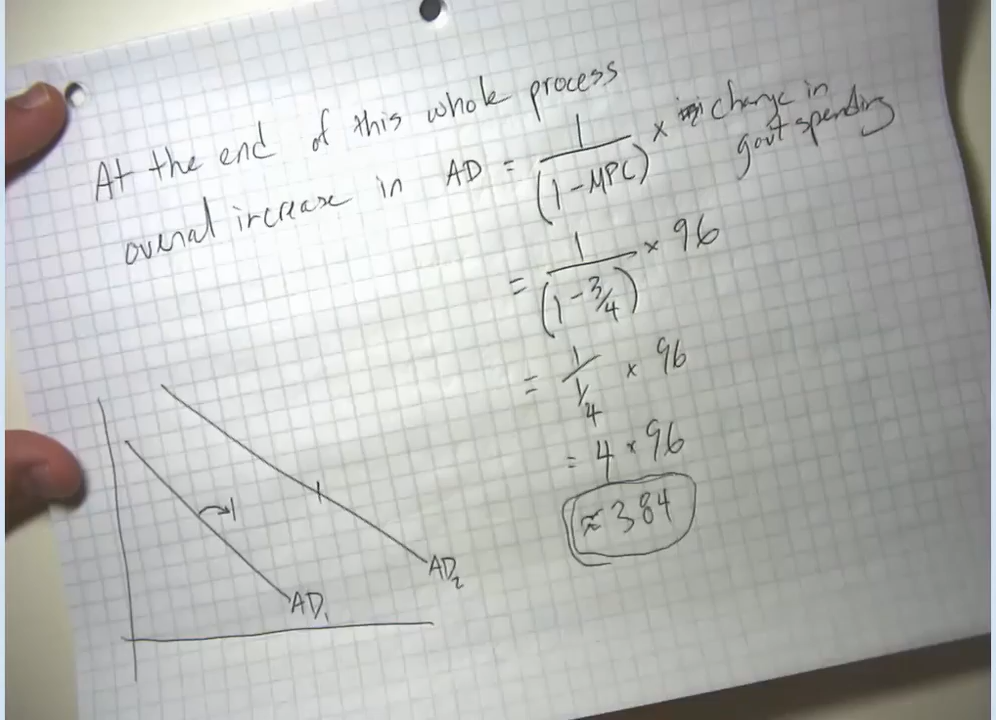 At the end of this whole process
overal increase in AD = 1/(1-MPC) × change in
govt spending
= 1/(1-3/4) × 96
= 1/1/4 × 96
= 4 × 96
≈ 384
AD₂
AD₁